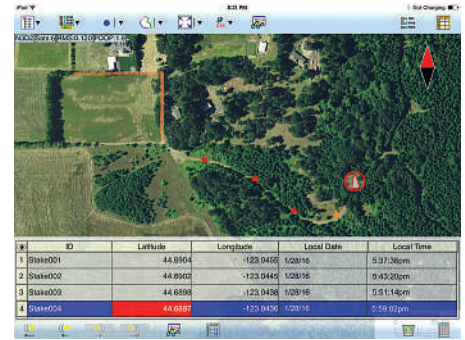 iPad
5:33 PM
Not Charging
ID Latitude Longitude Local Date Local Time
1 Stake001 44.6904 -123.0456 1/28/16 5:37:38pm
2 Stake002 44.6902 -123.0445 1/28/16 5:43:20pm
3 Stake003 44.6898 -123.0438 1/28/16 5:51:14pm
4 Stake004 44.6897 -123.0436 1/28/16 5:59:02pm